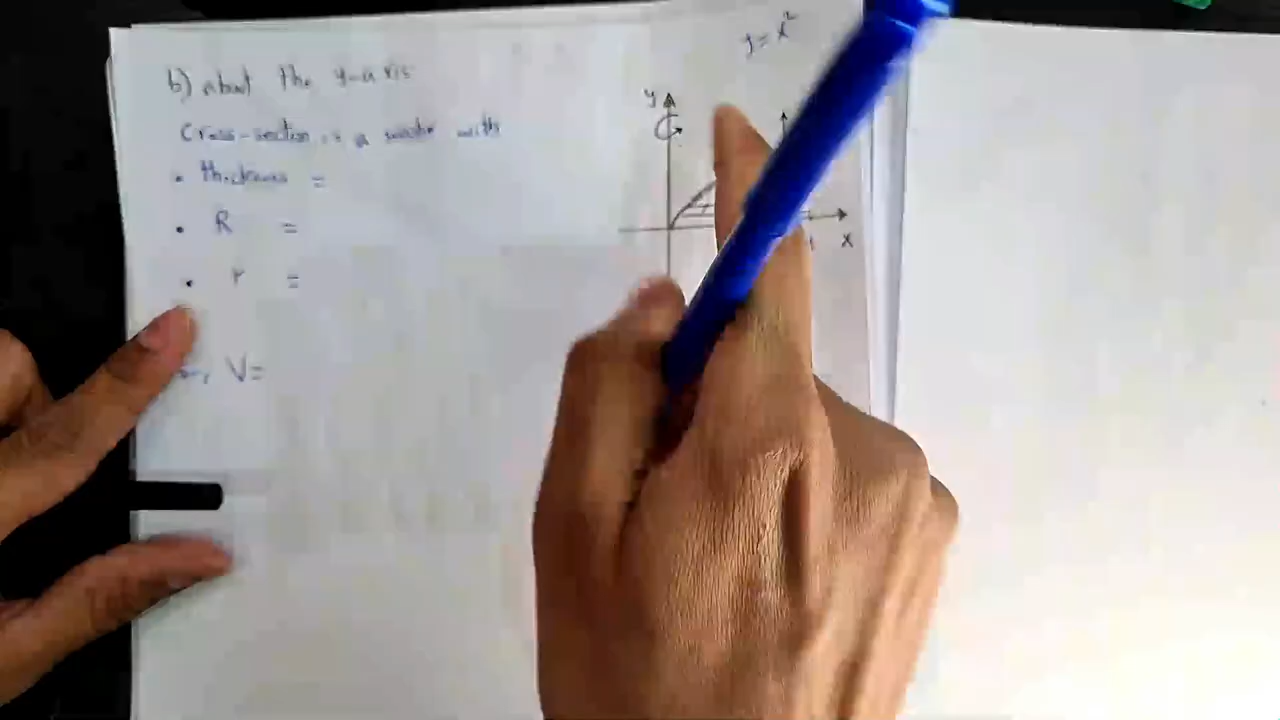 b) about the y-axis
Cross-section is a washer with
• thickness =
• R =
• r =
V=
y = x²
y
x